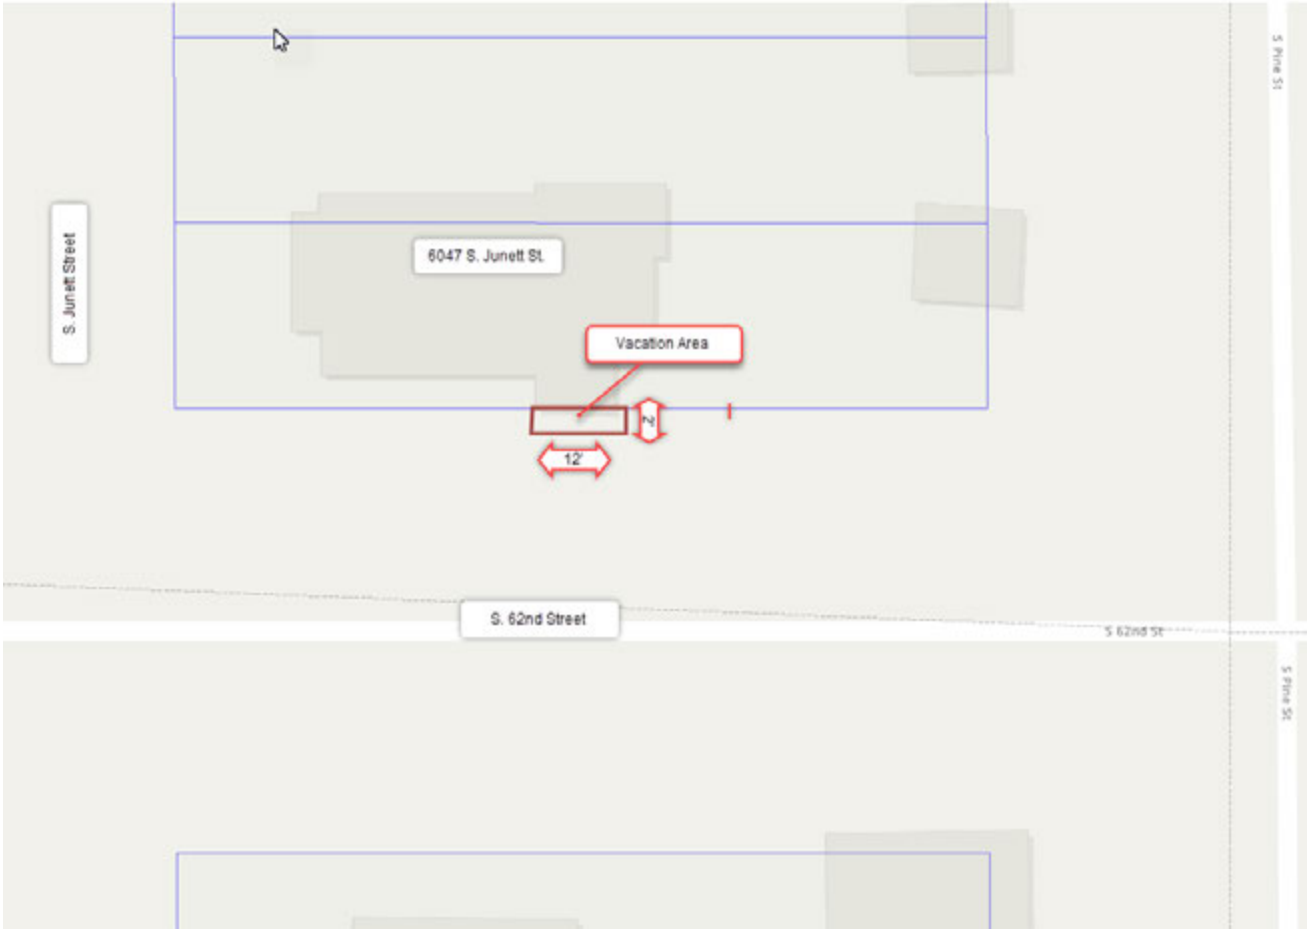 S Pine St
S. Junett Street
6047 S. Junett St.
Vacation Area
2'
12'
S. 62nd Street
S 62nd St
S Pine St